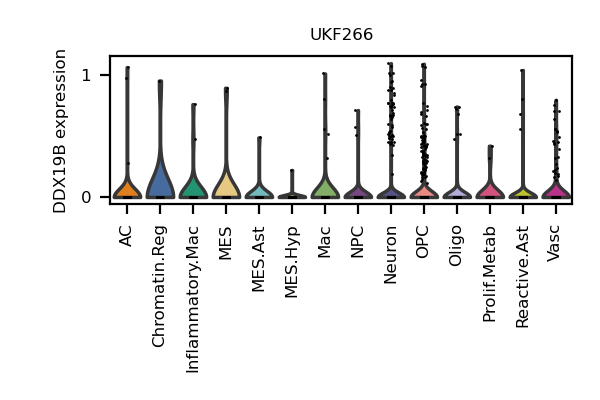 UKF266
DDX19B expression
1
0
AC
Chromatin.Reg
Inflammatory.Mac
MES
MES.Ast
MES.Hyp
Mac
NPC
Neuron
OPC
Oligo
Prolif.Metab
Reactive.Ast
Vasc